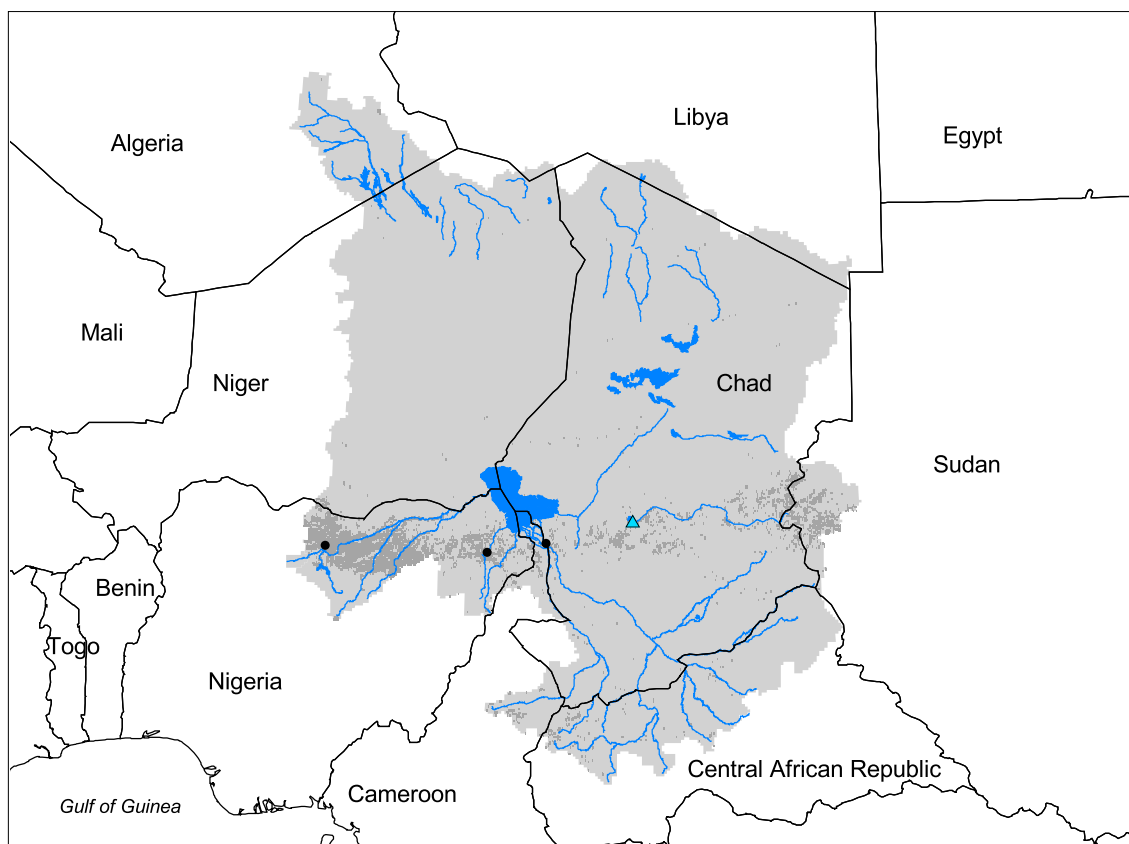 Libya
Egypt
Algeria
Mali
Niger
Chad
Sudan
Benin
Togo
Nigeria
Central African Republic
Cameroon
Gulf of Guinea